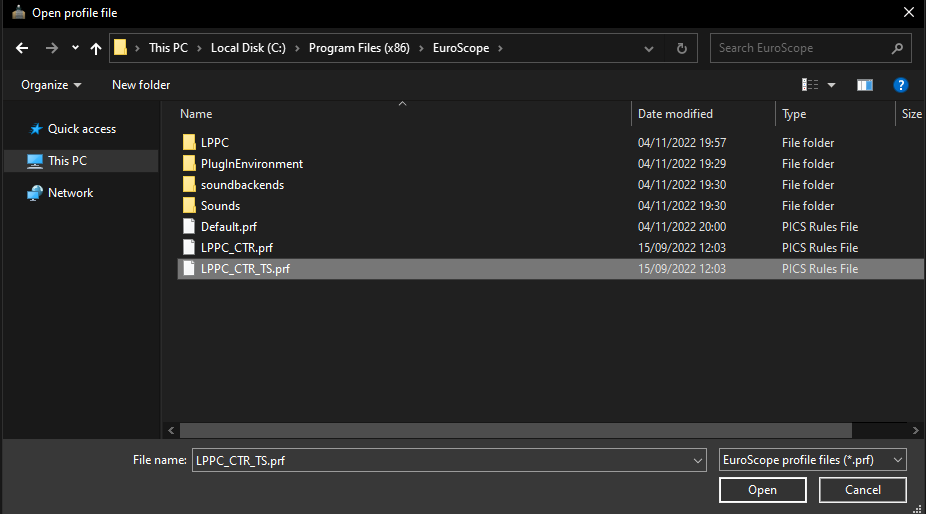 Open profile file
This PC > Local Disk (C:) > Program Files (x86) > EuroScope >
Search EuroScope
Organize
New folder
Name
Date modified
Type
Size
Quick access
This PC
Network
LPPC 04/11/2022 19:57 File folder
PlugInEnvironment 04/11/2022 19:29 File folder
soundbackends 04/11/2022 19:30 File folder
Sounds 04/11/2022 19:30 File folder
Default.prf 04/11/2022 20:00 PICS Rules File
LPPC_CTR.prf 15/09/2022 12:03 PICS Rules File
LPPC_CTR_TS.prf 15/09/2022 12:03 PICS Rules File
File name: LPPC_CTR_TS.prf
EuroScope profile files (*.prf)
Open
Cancel